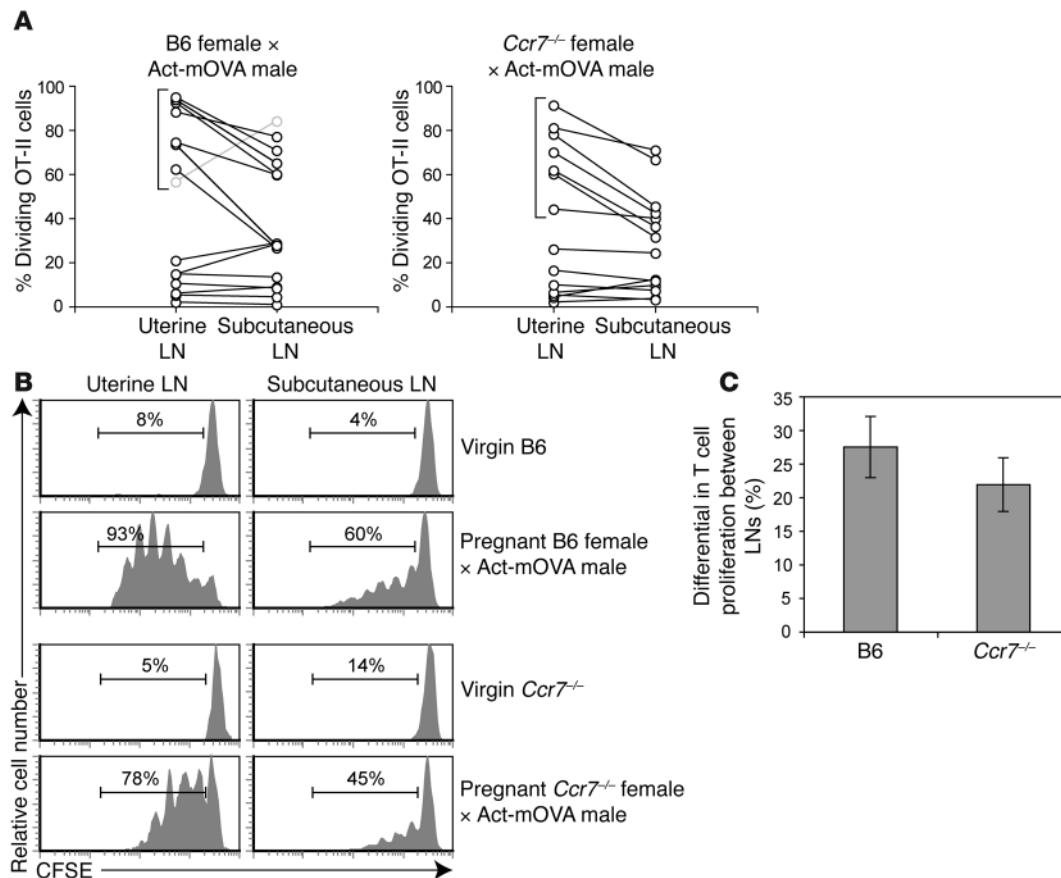 A
B6 female ×
Act-mOVA male
% Dividing OT-II cells
100
80
60
40
20
0
Uterine
LN
Subcutaneous
LN
Ccr7–/– female
× Act-mOVA male
% Dividing OT-II cells
100
80
60
40
20
0
Uterine
LN
Subcutaneous
LN
B
Uterine LN
Subcutaneous LN
8%
4%
Virgin B6
93%
60%
Pregnant B6 female
× Act-mOVA male
5%
14%
Virgin Ccr7–/–
78%
45%
Pregnant Ccr7–/– female
× Act-mOVA male
Relative cell number
CFSE
C
Differential in T cell
proliferation between
LNs (%)
35
30
25
20
15
10
5
0
B6
Ccr7–/–